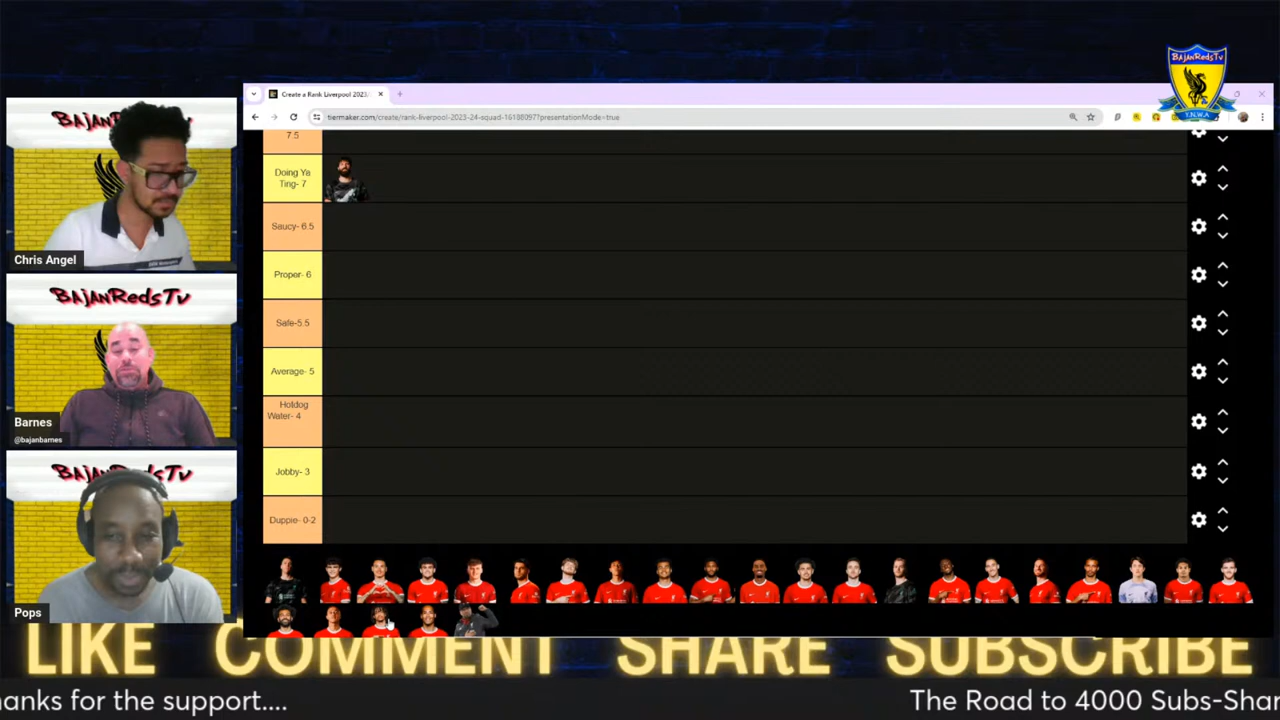 BAJANREDSTV
Y.N.W.A
Create a Rank Liverpool 2023/
tiermaker.com/create/rank-liverpool-2023-24-squad-16188097?presentationMode=true
7.5
Doing Ya
Ting- 7
Saucy- 6.5
Proper- 6
Safe-5.5
Average- 5
Hotdog
Water- 4
Jobby- 3
Duppie- 0-2
Chris Angel
BAJANREDSTV
Barnes
@bajanbarnes
BAJANREDSTV
Pops
LIKE COMMENT SHARE SUBSCRIBE
hanks for the support....
The Road to 4000 Subs-Shar